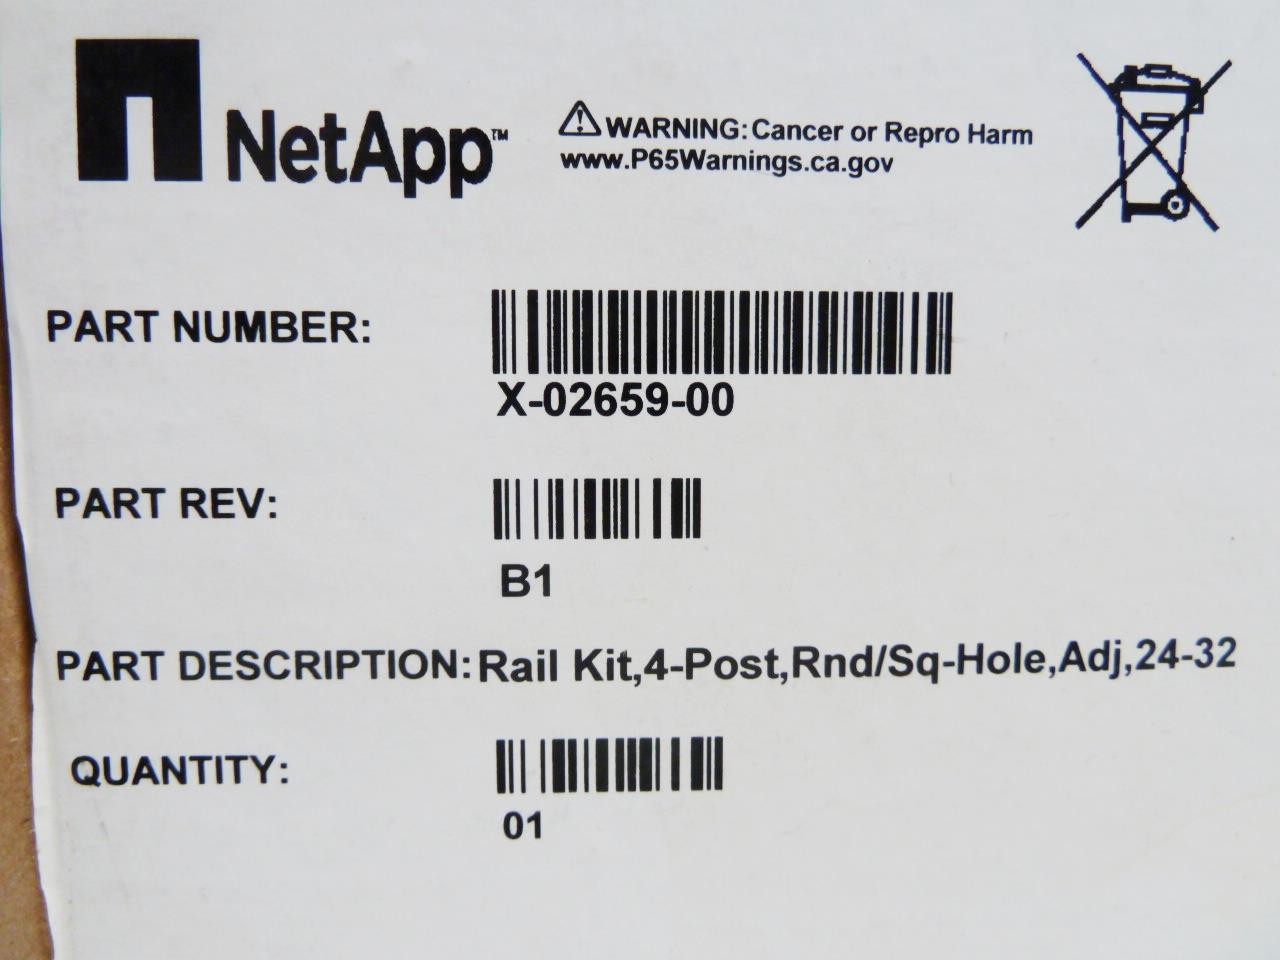 NetApp™
⚠WARNING: Cancer or Repro Harm
www.P65Warnings.ca.gov
PART NUMBER:
X-02659-00
PART REV:
B1
PART DESCRIPTION: Rail Kit,4-Post,Rnd/Sq-Hole,Adj,24-32
QUANTITY:
01